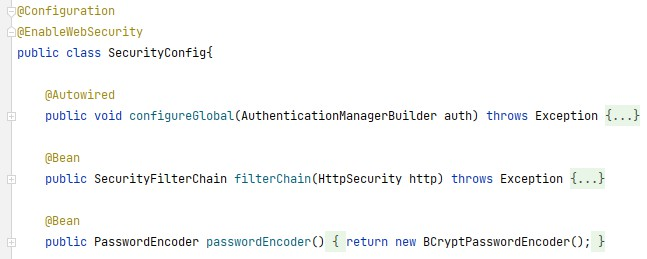 @Configuration
@EnableWebSecurity
public class SecurityConfig{
@Autowired
public void configureGlobal(AuthenticationManagerBuilder auth) throws Exception {...}
@Bean
public SecurityFilterChain filterChain(HttpSecurity http) throws Exception {...}
@Bean
public PasswordEncoder passwordEncoder() { return new BCryptPasswordEncoder(); }